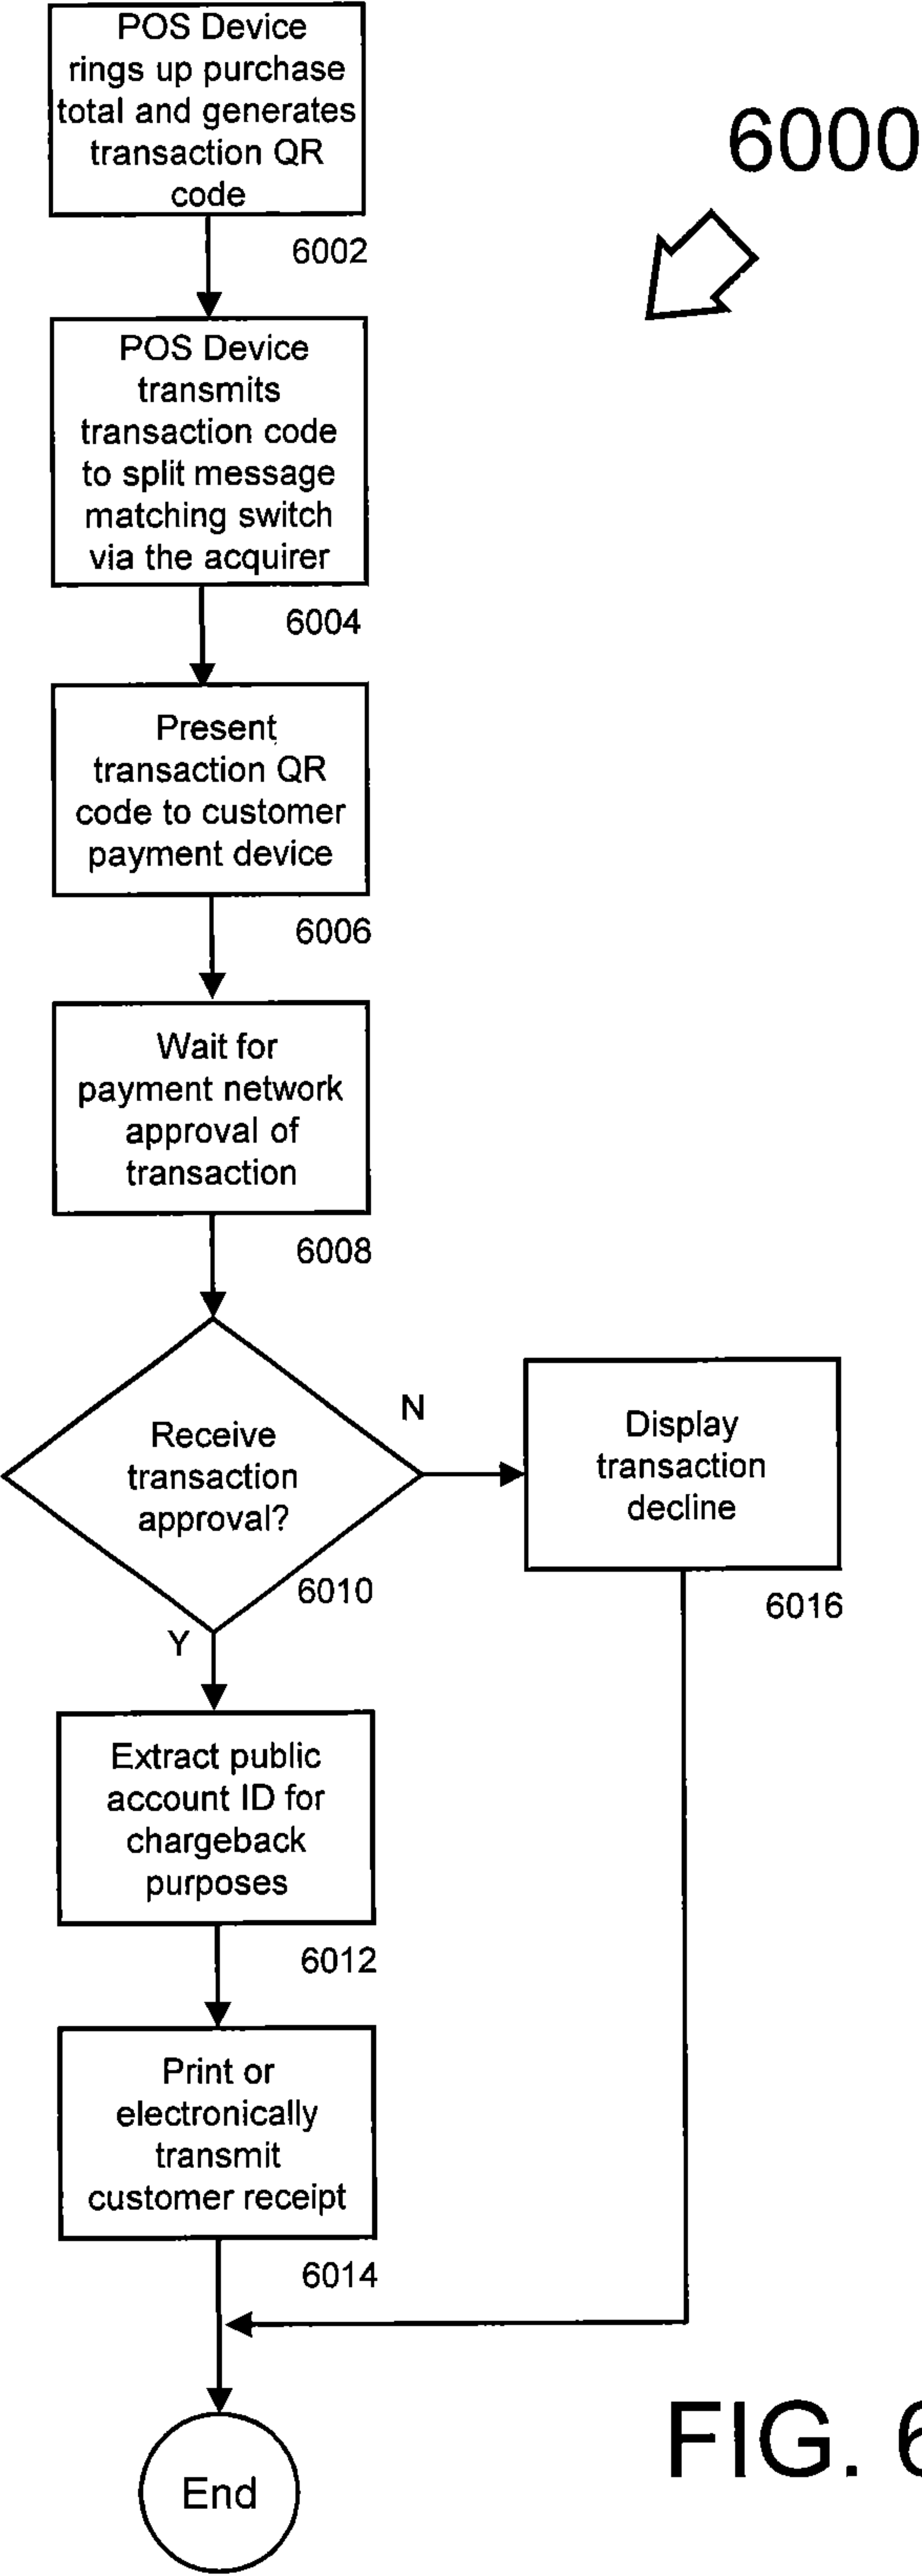 POS Device
rings up purchase
total and generates
transaction QR
code
6000
6002
POS Device
transmits
transaction code
to split message
matching switch
via the acquirer
6004
Present
transaction QR
code to customer
payment device
6006
Wait for
payment network
approval of
transaction
6008
Receive
transaction
approval?
N
Display
transaction
decline
6010
6016
Y
Extract public
account ID for
chargeback
purposes
6012
Print or
electronically
transmit
customer receipt
6014
End
FIG. 6